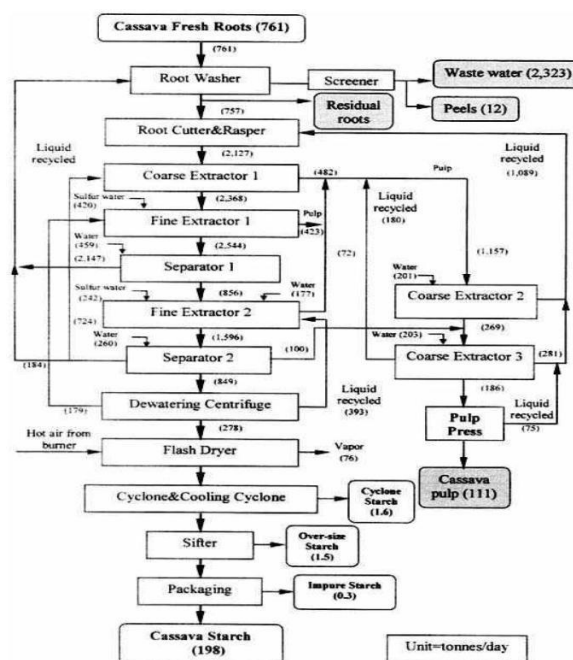 Cassava Fresh Roots (761)
(761)
Root Washer
Screener
Waste water (2,323)
Peels (12)
Residual
roots
(757)
Root Cutter&Rasper
Liquid
recycled
Liquid
recycled
(1,089)
(2,127)
Coarse Extractor 1
(482)
Pulp
Sulfur water
(420)
(2,368)
Liquid
recycled
(180)
Fine Extractor 1
Pulp
(423)
Water
(459)
(2,544)
(2,147)
Separator 1
(72)
(1,157)
Water
(201)
Sulfur water
(242)
(856)
Water
(177)
Coarse Extractor 2
(724)
Fine Extractor 2
(269)
Water
(260)
(1,596)
(100)
Water (203)
(184)
Separator 2
Coarse Extractor 3
(281)
(849)
Liquid
recycled
(393)
(186)
(179)
Dewatering Centrifuge
Pulp
Press
Liquid
recycled
(75)
Hot air from
burner
(278)
Vapor
(76)
Flash Dryer
Cassava
pulp (111)
Cyclone&Cooling Cyclone
Cyclone
Starch
(1.6)
Sifter
Over-size
Starch
(1.5)
Packaging
Impure Starch
(0.3)
Cassava Starch
(198)
Unit=tonnes/day